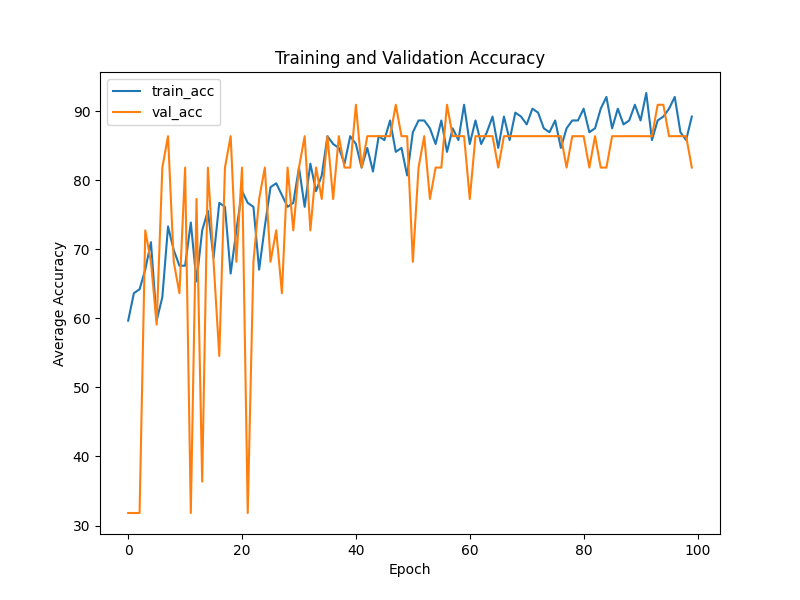 Training and Validation Accuracy
train_acc
val_acc
90
80
70
60
50
40
30
Average Accuracy
0 20 40 60 80 100
Epoch